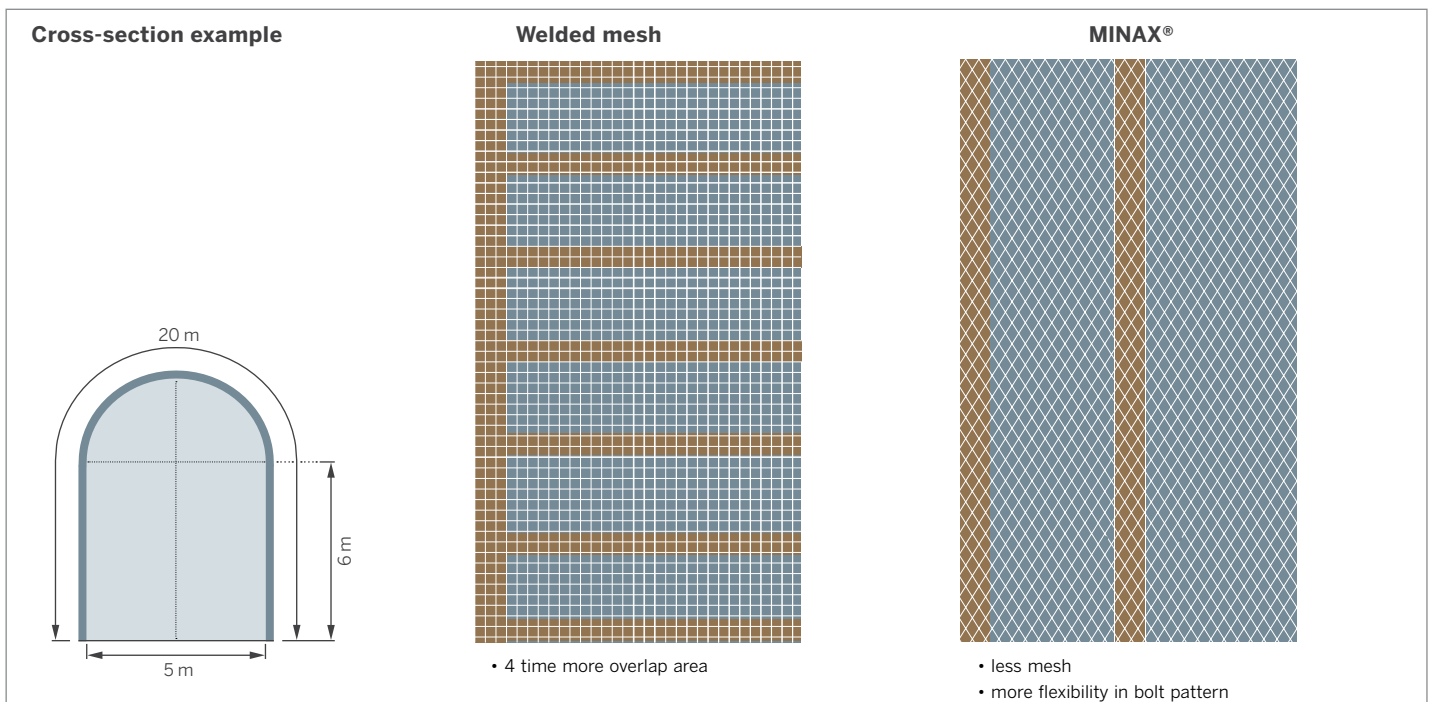 Cross-section example
20 m
6 m
5 m
Welded mesh
• 4 time more overlap area
MINAX®
• less mesh
• more flexibility in bolt pattern